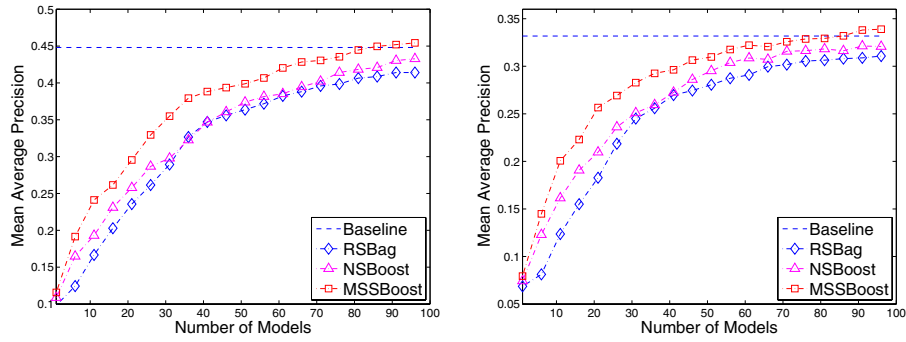 Mean Average Precision
0.5
0.45
0.4
0.35
0.3
0.25
0.2
0.15
0.1
10 20 30 40 50 60 70 80 90 100
Number of Models
Baseline
RSBag
NSBoost
MSSBoost
Mean Average Precision
0.35
0.3
0.25
0.2
0.15
0.1
0.05
10 20 30 40 50 60 70 80 90 100
Number of Models
Baseline
RSBag
NSBoost
MSSBoost